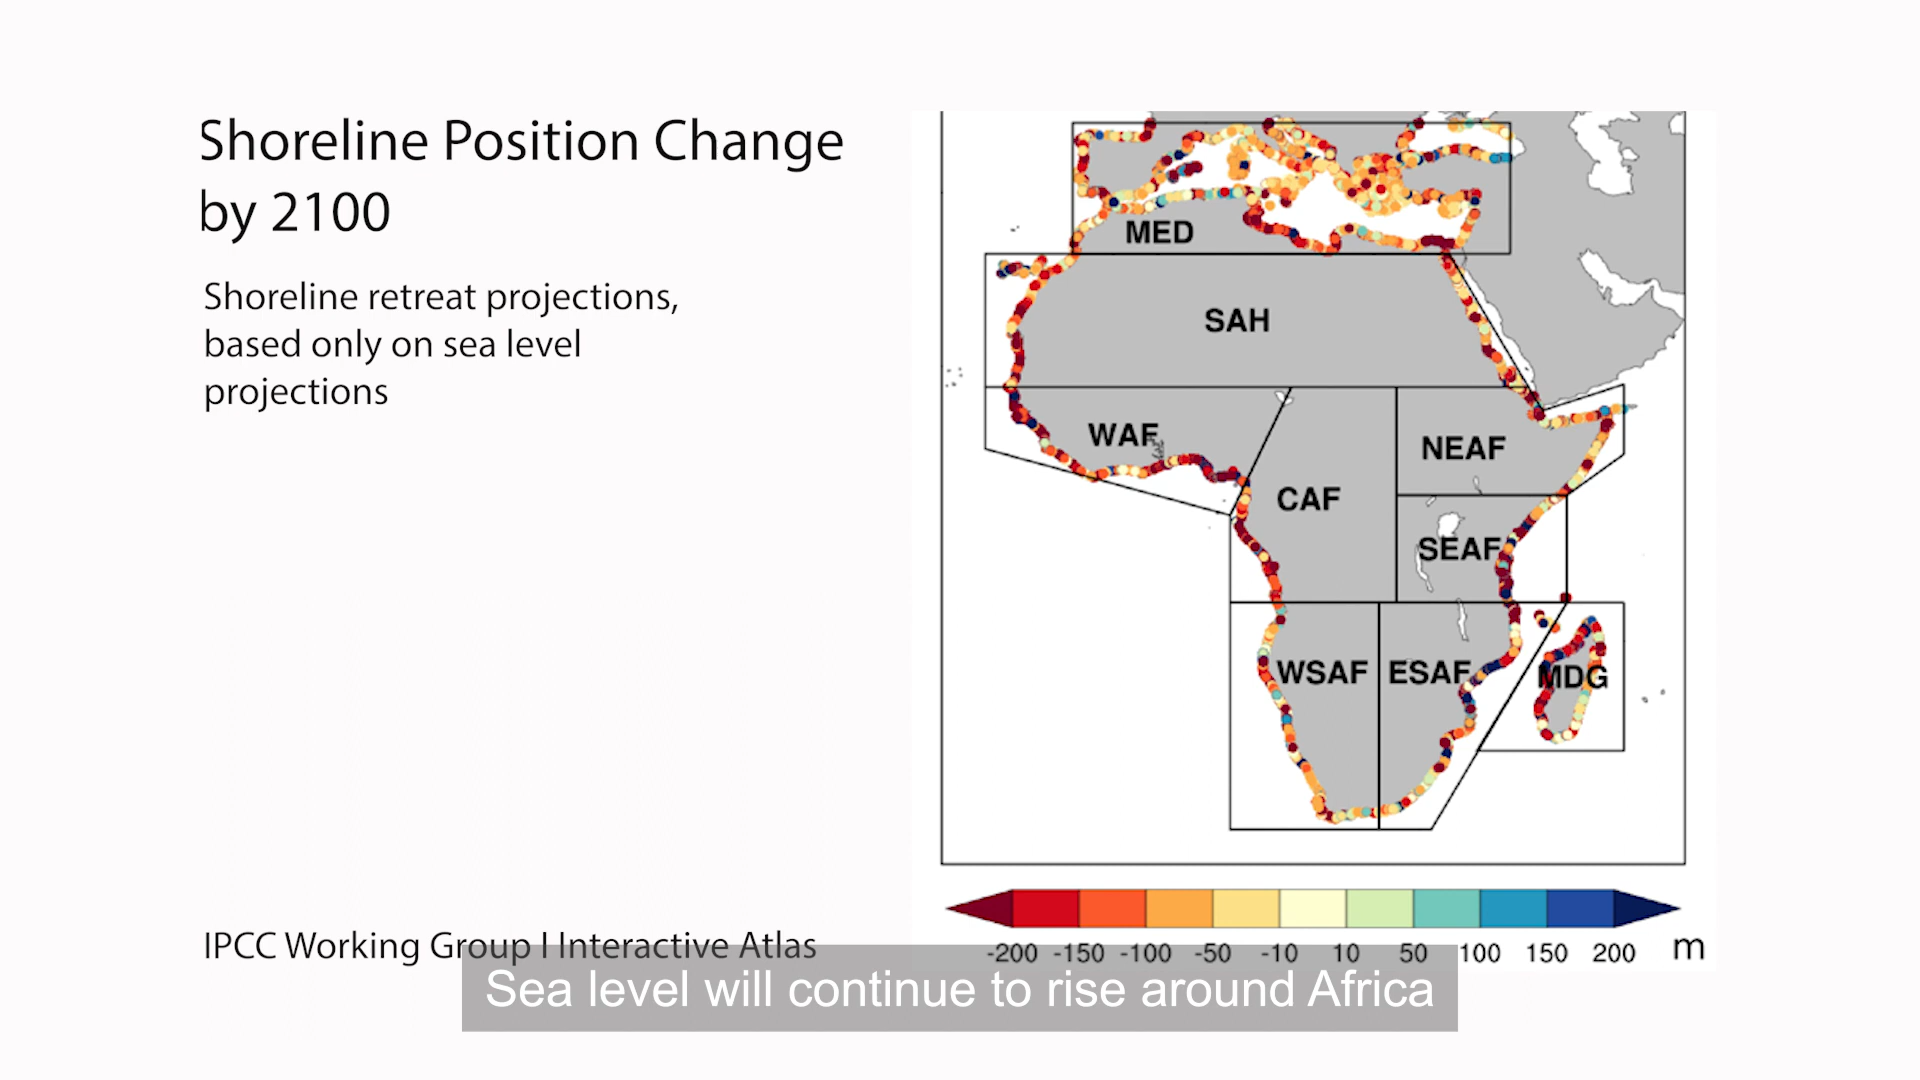 Shoreline Position Change
by 2100
Shoreline retreat projections,
based only on sea level
projections
MED
SAH
WAF
NEAF
CAF
SEAF
WSAF
ESAF
MDG
-200 -150 -100 -50 -10 10 50 100 150 200 m
IPCC Working Group I Interactive Atlas
Sea level will continue to rise around Africa